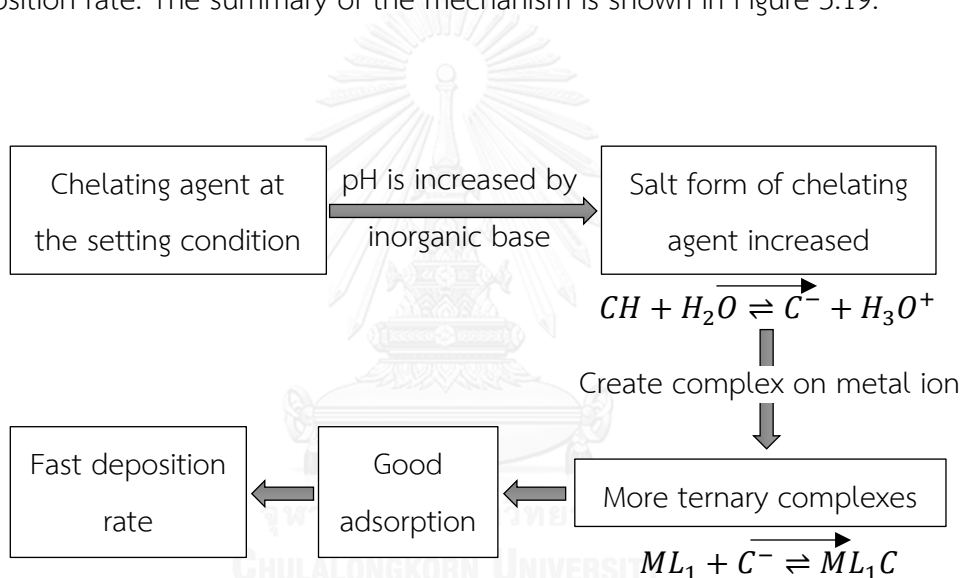 position rate. The summary of the mechanism is shown in Figure 5.19.
Chelating agent at
the setting condition
pH is increased by
inorganic base
Salt form of chelating
agent increased
CH + H₂O ⇌ C⁻ + H₃O⁺
Create complex on metal ion
More ternary complexes
ML₁ + C⁻ ⇌ ML₁C
Good
adsorption
Fast deposition
rate
CHULALONGKORN UNIVERSITY